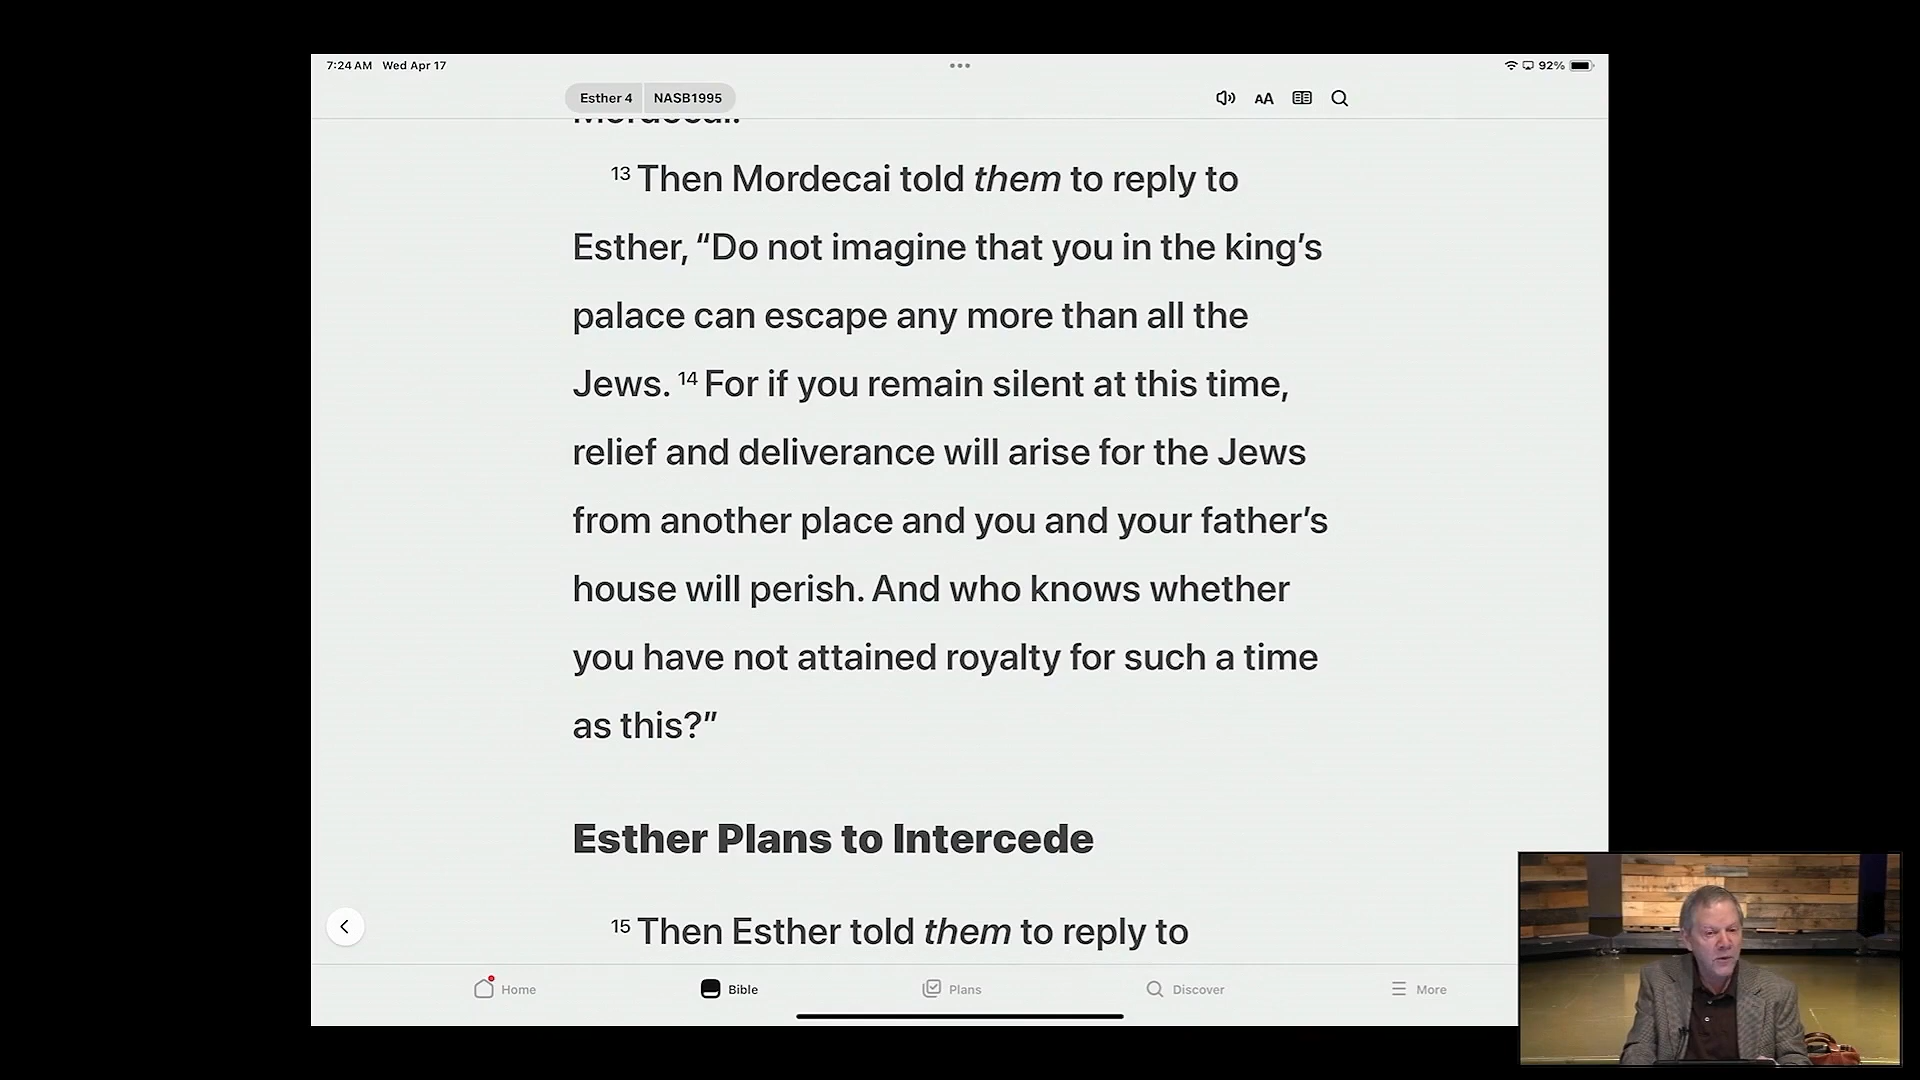 7:24 AM Wed Apr 17
92%
Esther 4 NASB1995
AA
Mordecai.
13 Then Mordecai told them to reply to
Esther, “Do not imagine that you in the king’s
palace can escape any more than all the
Jews. 14 For if you remain silent at this time,
relief and deliverance will arise for the Jews
from another place and you and your father’s
house will perish. And who knows whether
you have not attained royalty for such a time
as this?”
Esther Plans to Intercede
15 Then Esther told them to reply to
Home Bible Plans Discover More